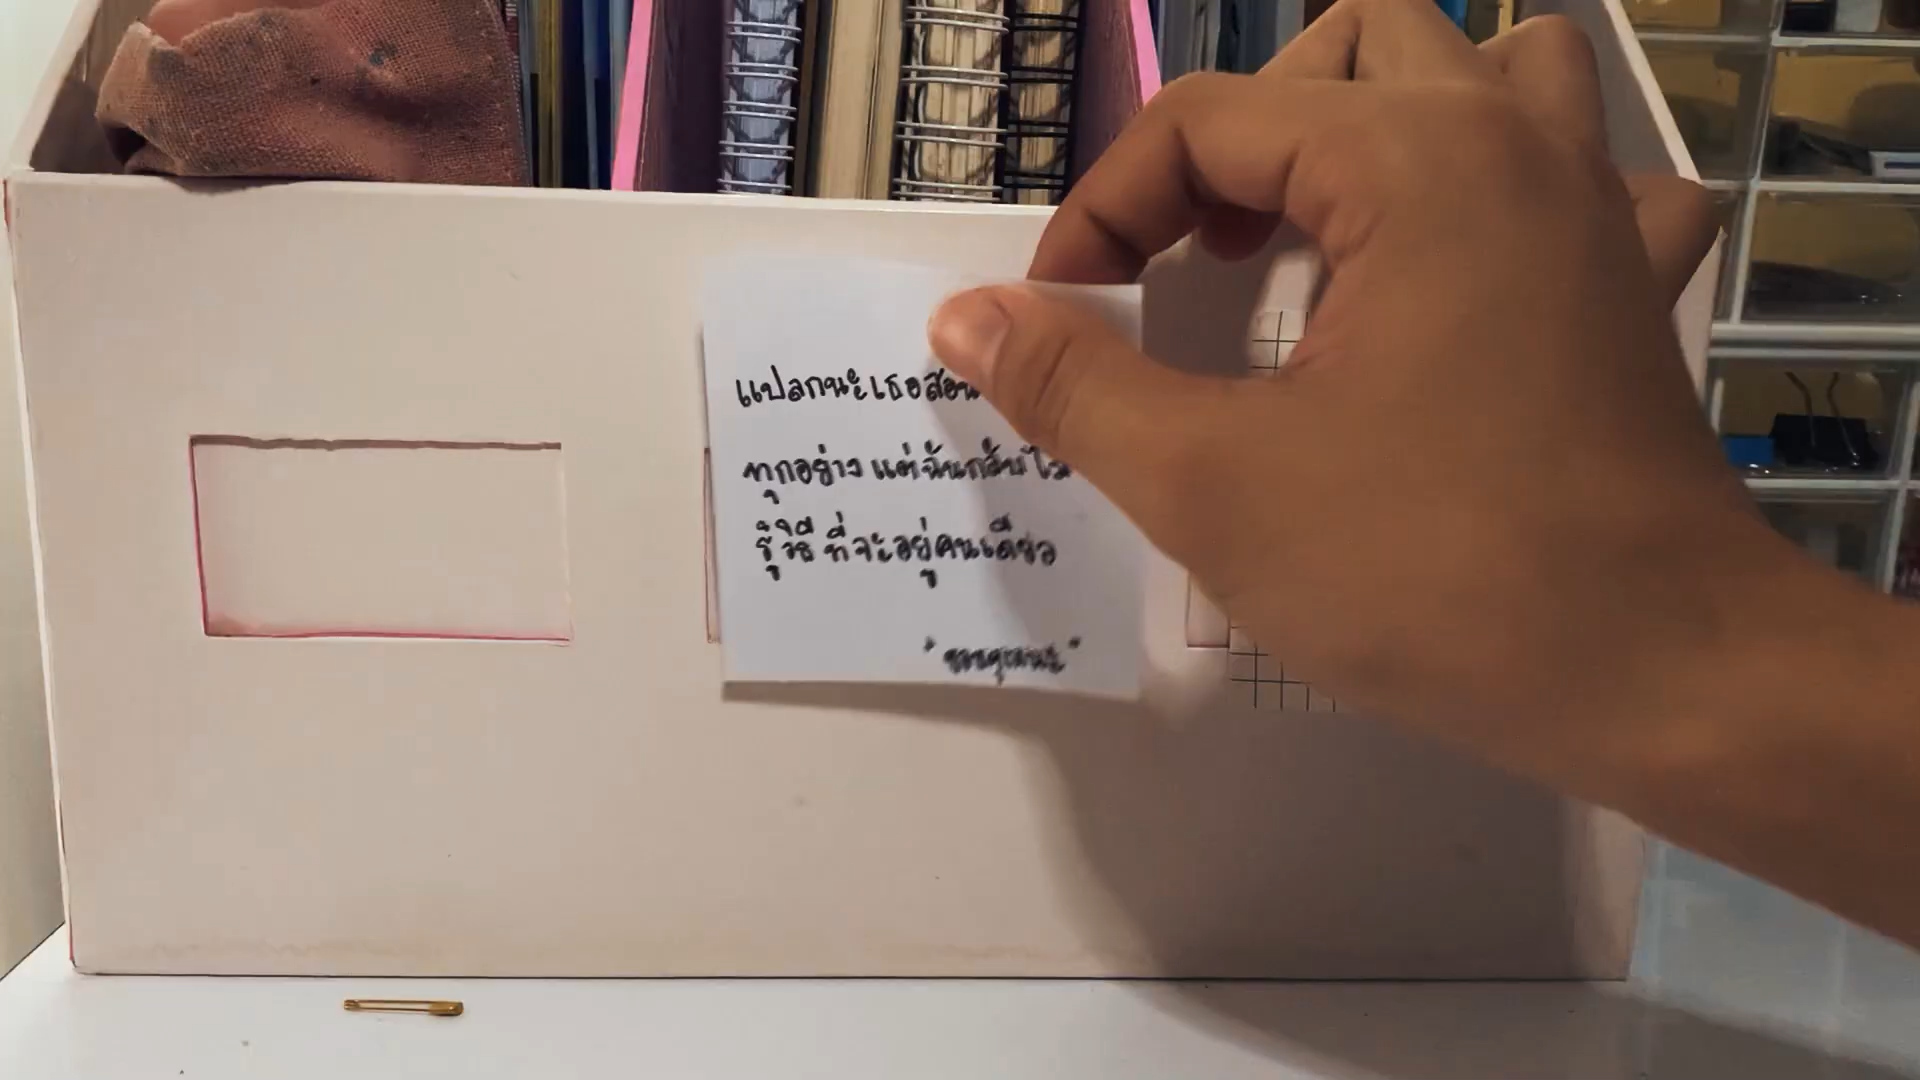 แปลกนะเธอสอน
ทุกอย่าง แต่ฉันกลับไม่
รู้วิธี ที่จะอยู่คนเดียว